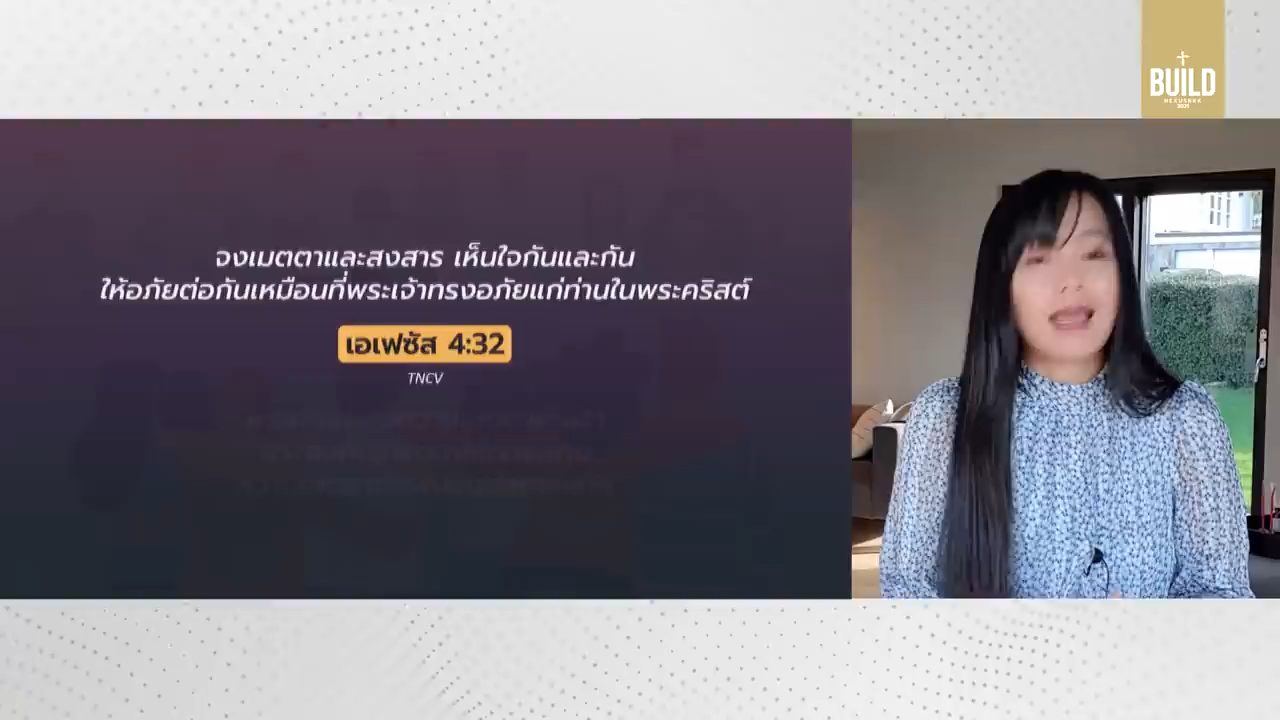 BUILD
NEXUSBKK
2021
จงเมตตาและสงสาร เห็นใจกันและกัน
ให้อภัยต่อกันเหมือนที่พระเจ้าทรงอภัยแก่ท่านในพระคริสต์
เอเฟซัส 4:32
TNCV